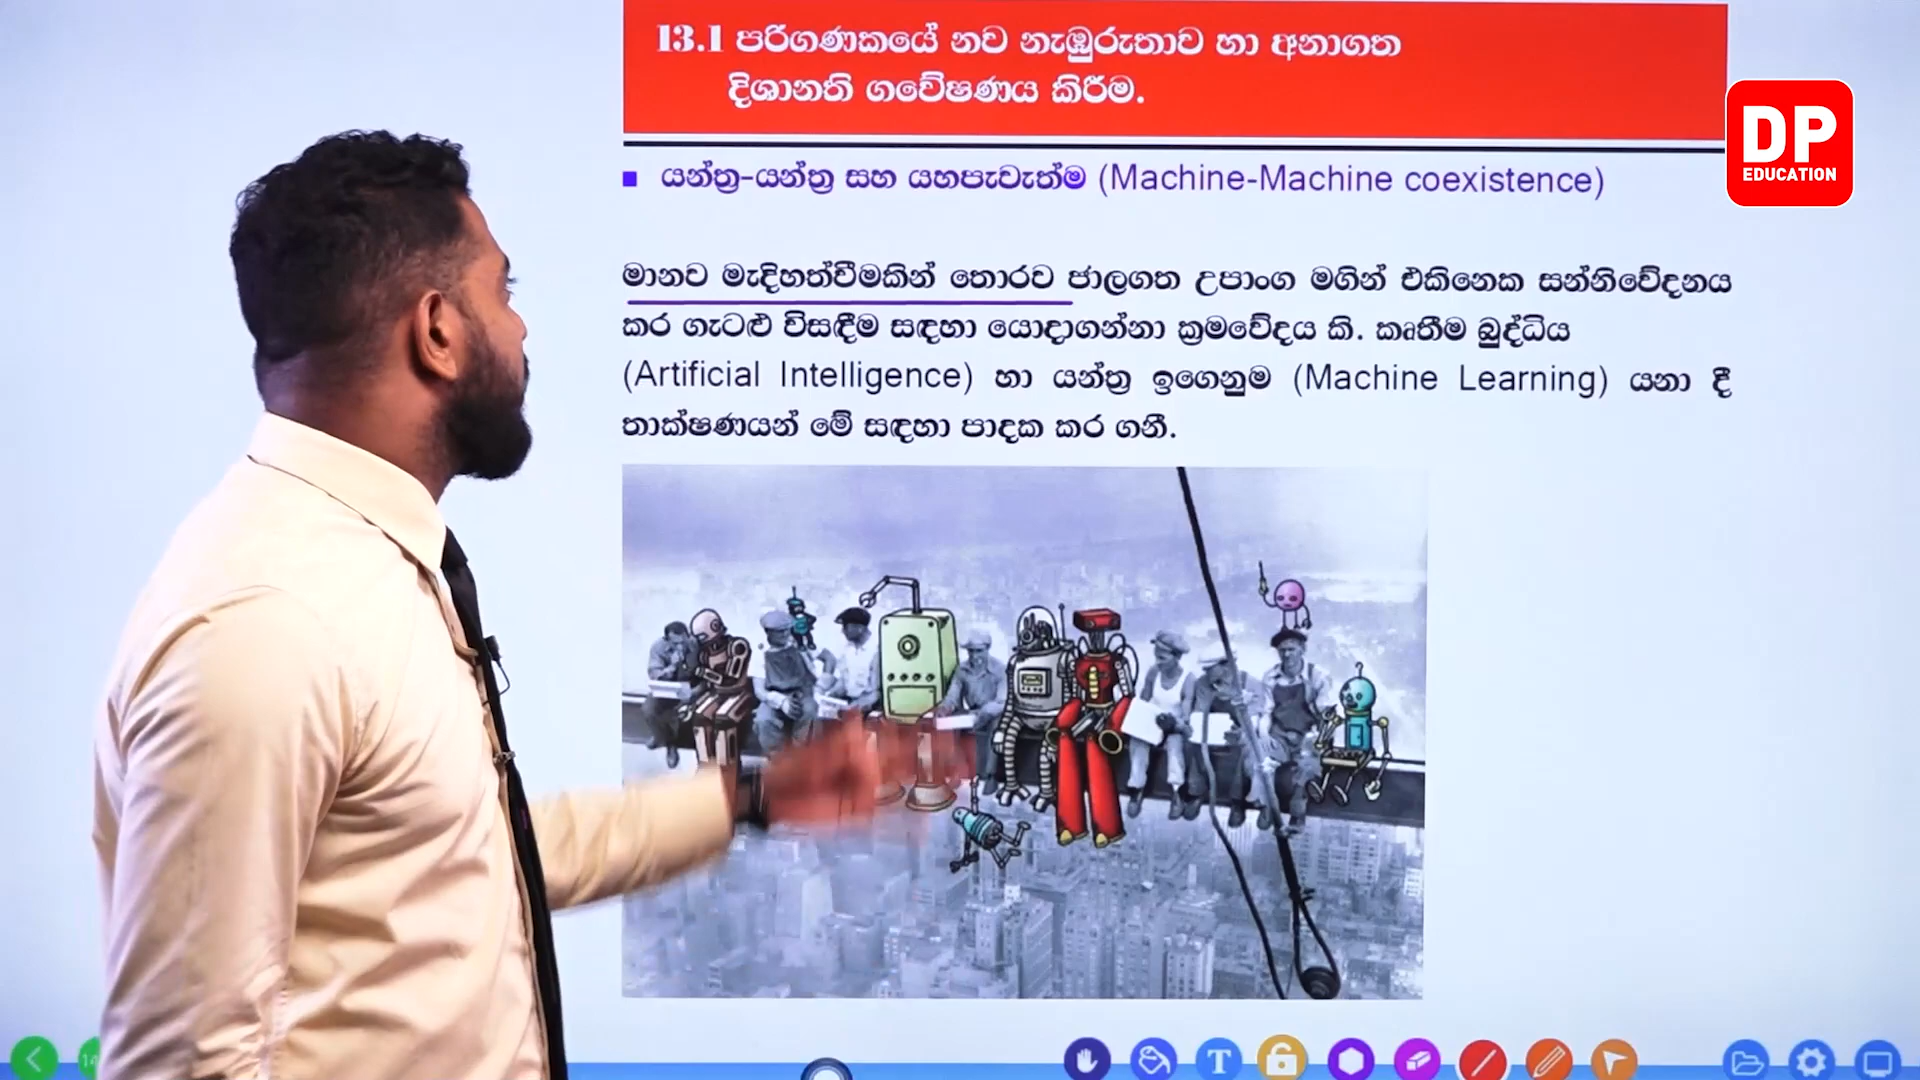 13.1 පරිගණකයේ නව නැඹුරුතාව හා අනාගත
දිශානති ගවේෂණය කිරීම.
DP
EDUCATION
යන්ත්‍ර-යන්ත්‍ර සහ යහපැවැත්ම (Machine-Machine coexistence)
මානව මැදිහත්වීමකින් තොරව ජාලගත උපාංග මගින් එකිනෙක සන්නිවේදනය
කර ගැටළු විසඳීම සඳහා යොදාගන්නා ක්‍රමවේදය කි. කෘතීම බුද්ධිය
(Artificial Intelligence) හා යන්ත්‍ර ඉගෙනුම (Machine Learning) යනා දී
තාක්ෂණයන් මේ සඳහා පාදක කර ගනී.
T